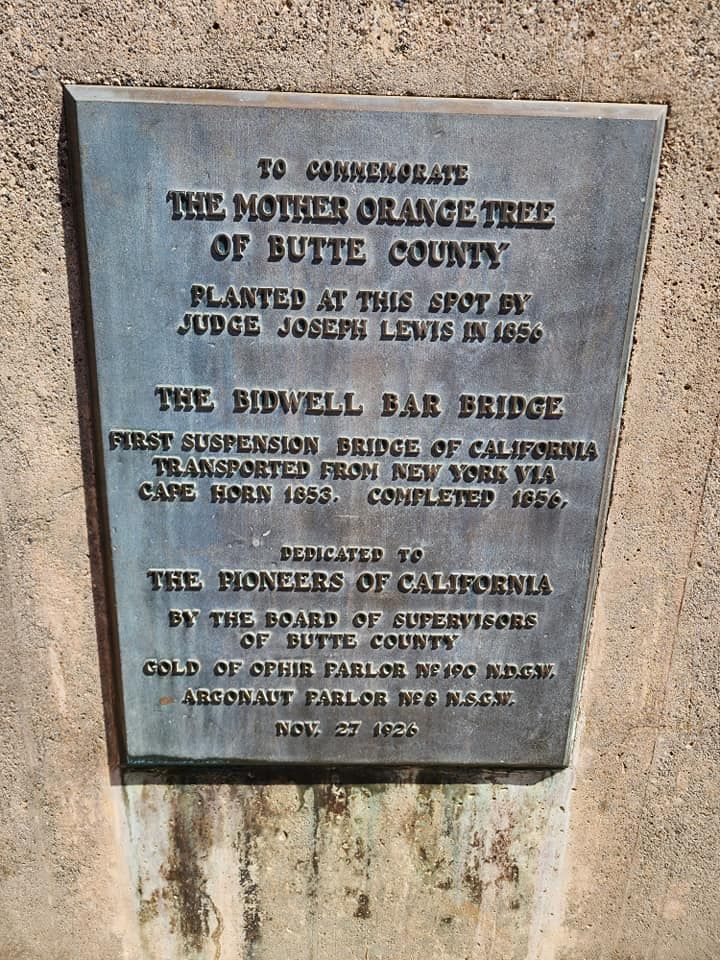 TO COMMEMORATE
THE MOTHER ORANGE TREE
OF BUTTE COUNTY
PLANTED AT THIS SPOT BY
JUDGE JOSEPH LEWIS IN 1856
THE BIDWELL BAR BRIDGE
FIRST SUSPENSION BRIDGE OF CALIFORNIA
TRANSPORTED FROM NEW YORK VIA
CAPE HORN 1853. COMPLETED 1856.
DEDICATED TO
THE PIONEERS OF CALIFORNIA
BY THE BOARD OF SUPERVISORS
OF BUTTE COUNTY
GOLD OF OPHIR PARLOR Nº 190 N.D.G.W.
ARGONAUT PARLOR Nº 8 N.S.G.W.
NOV. 27 1926